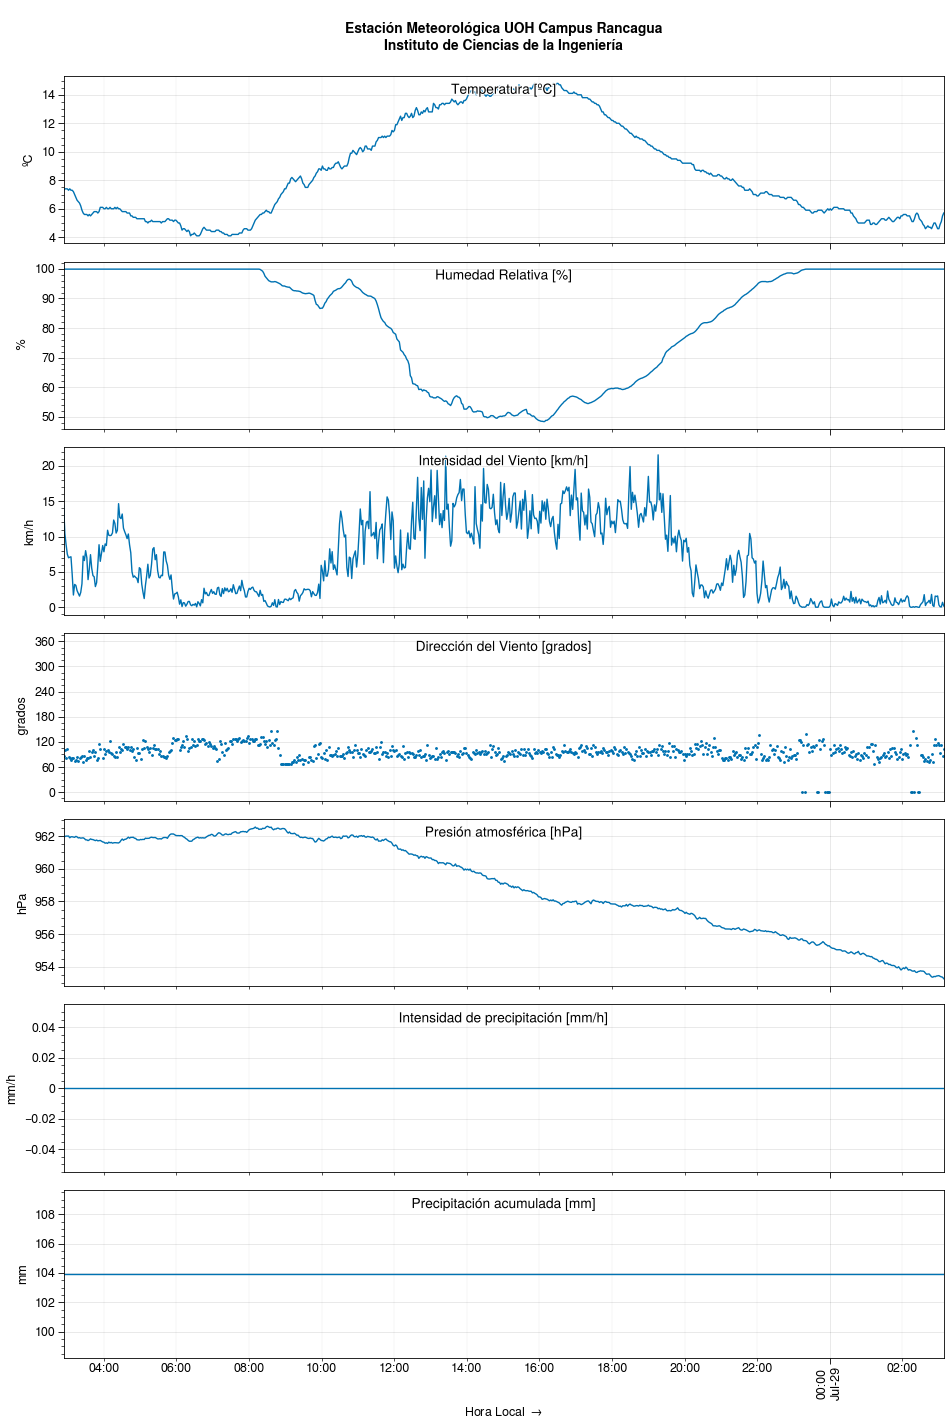 Estación Meteorológica UOH Campus Rancagua
Instituto de Ciencias de la Ingeniería
Temperatura [ºC]
14
12
10
8
6
4
ºC
Humedad Relativa [%]
100
90
80
70
60
50
%
Intensidad del Viento [km/h]
20
15
10
5
0
km/h
Dirección del Viento [grados]
360
300
240
180
120
60
0
grados
Presión atmosférica [hPa]
962
960
958
956
954
hPa
Intensidad de precipitación [mm/h]
0.04
0.02
0
−0.02
−0.04
mm/h
Precipitación acumulada [mm]
108
106
104
102
100
mm
04:00 06:00 08:00 10:00 12:00 14:00 16:00 18:00 20:00 22:00 00:00 02:00
Jul-29
Hora Local →